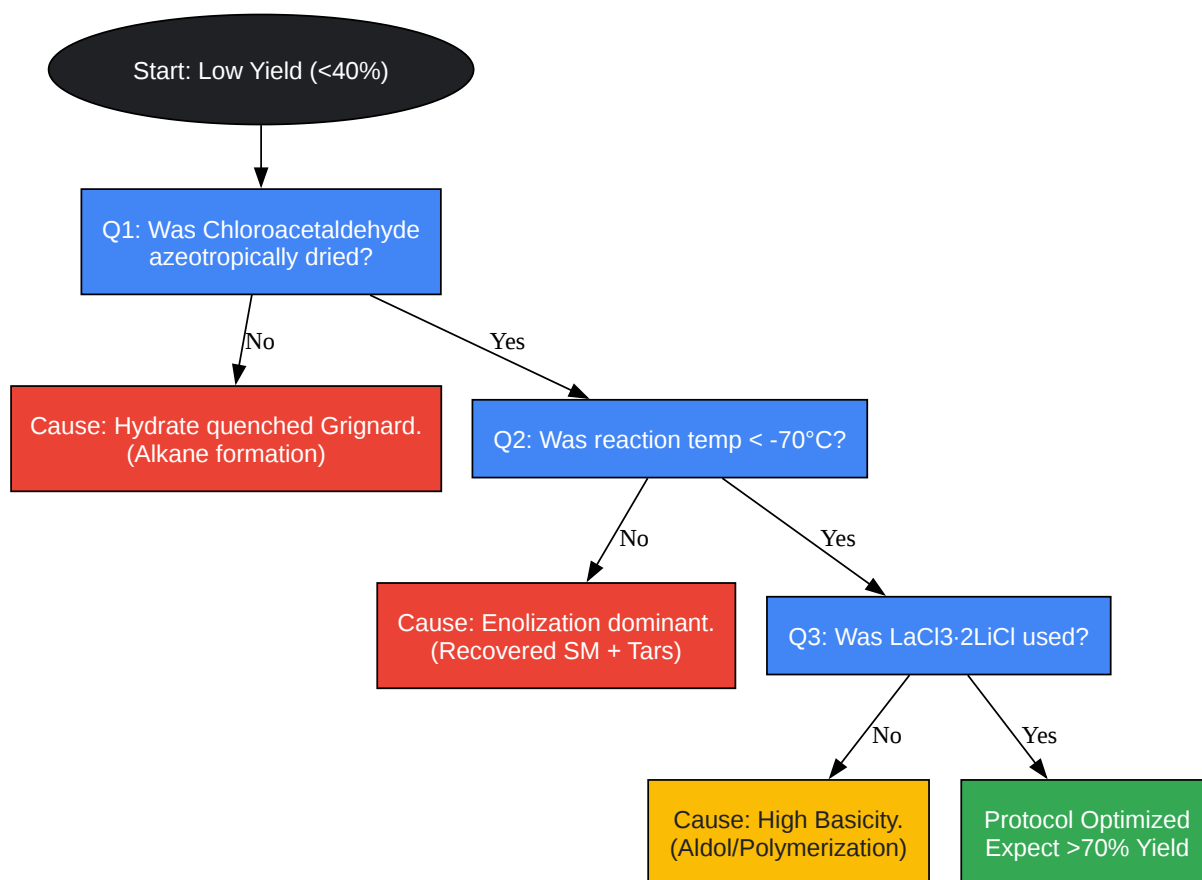 Start: Low Yield (<40%)
Q1: Was Chloroacetaldehyde
azeotropically dried?
No
Yes
Cause: Hydrate quenched Grignard.
(Alkane formation)
Q2: Was reaction temp < -70°C?
No
Yes
Cause: Enolization dominant.
(Recovered SM + Tars)
Q3: Was LaCl3·2LiCl used?
No
Yes
Cause: High Basicity.
(Aldol/Polymerization)
Protocol Optimized
Expect >70% Yield